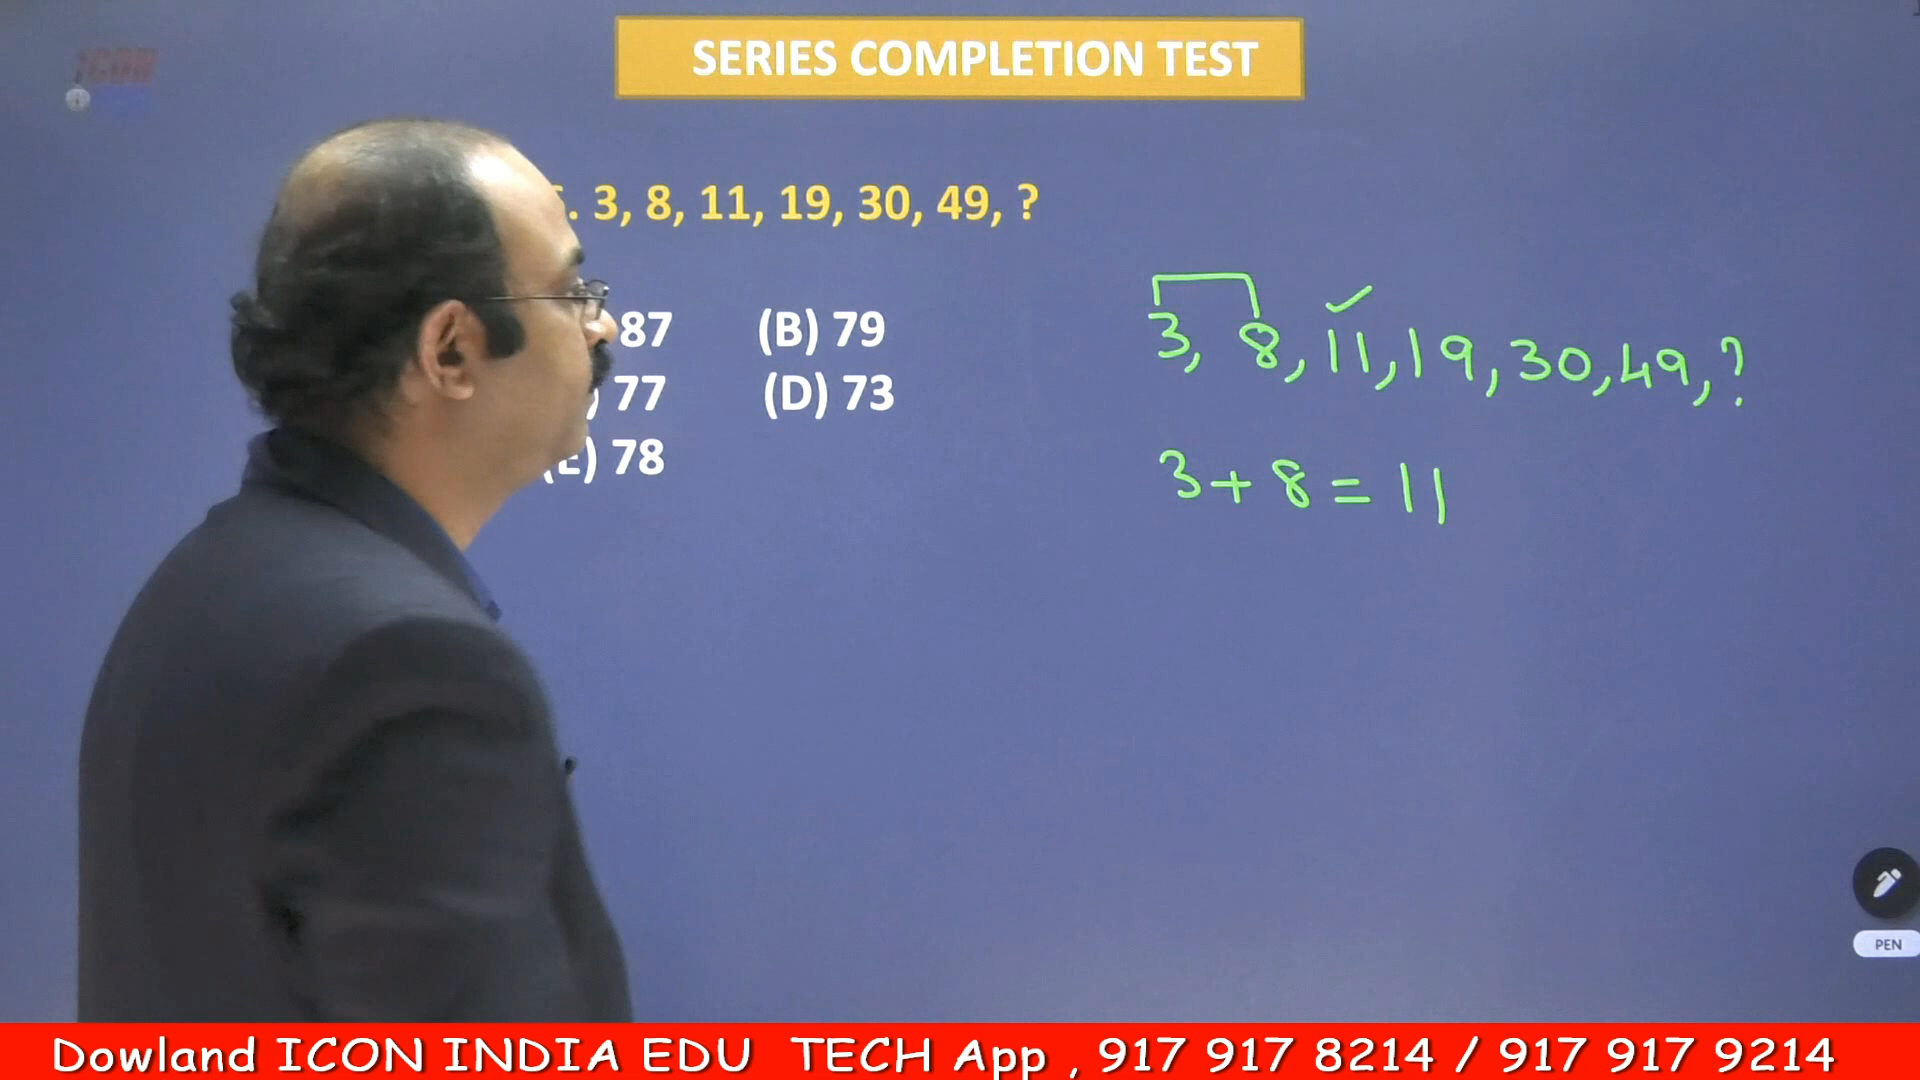 SERIES COMPLETION TEST
ICON
. 3, 8, 11, 19, 30, 49, ?
87 (B) 79
) 77 (D) 73
(E) 78
3, 8, 11, 19, 30, 49, ?
3 + 8 = 11
PEN
Dowland ICON INDIA EDU TECH App , 917 917 8214 / 917 917 9214